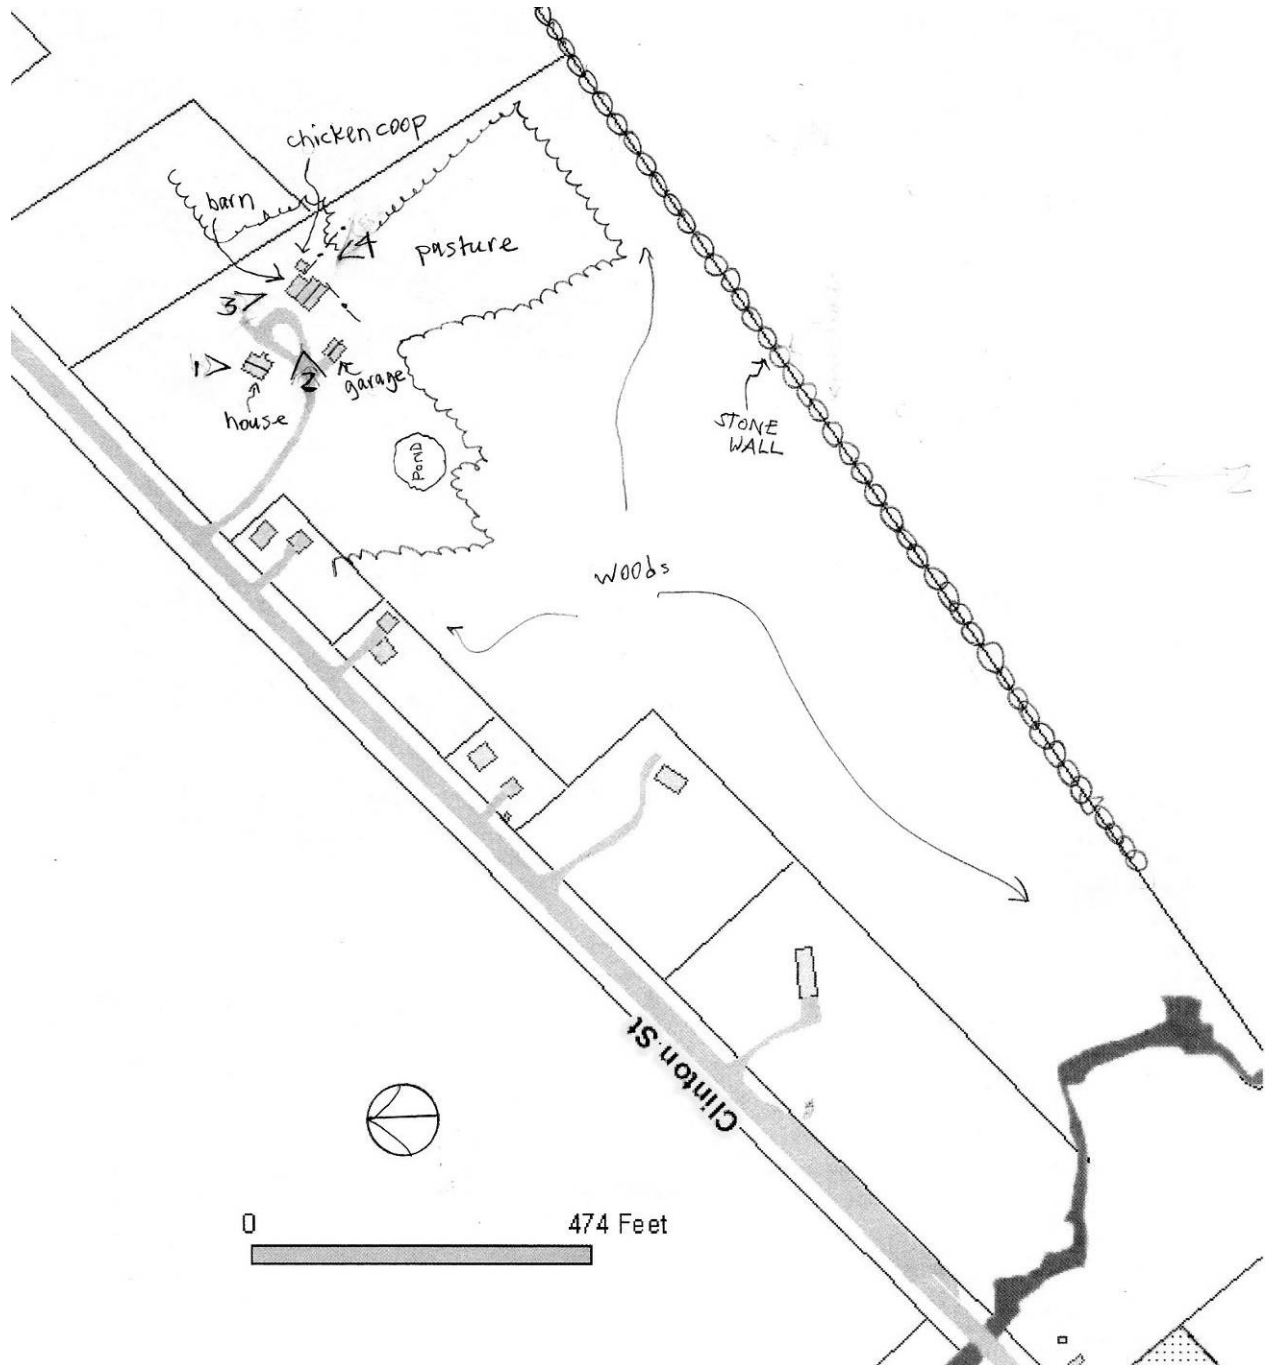 chicken coop
barn
4
pasture
3
1
2
garage
house
STONE
WALL
POND
woods
Clinton St
0 474 Feet